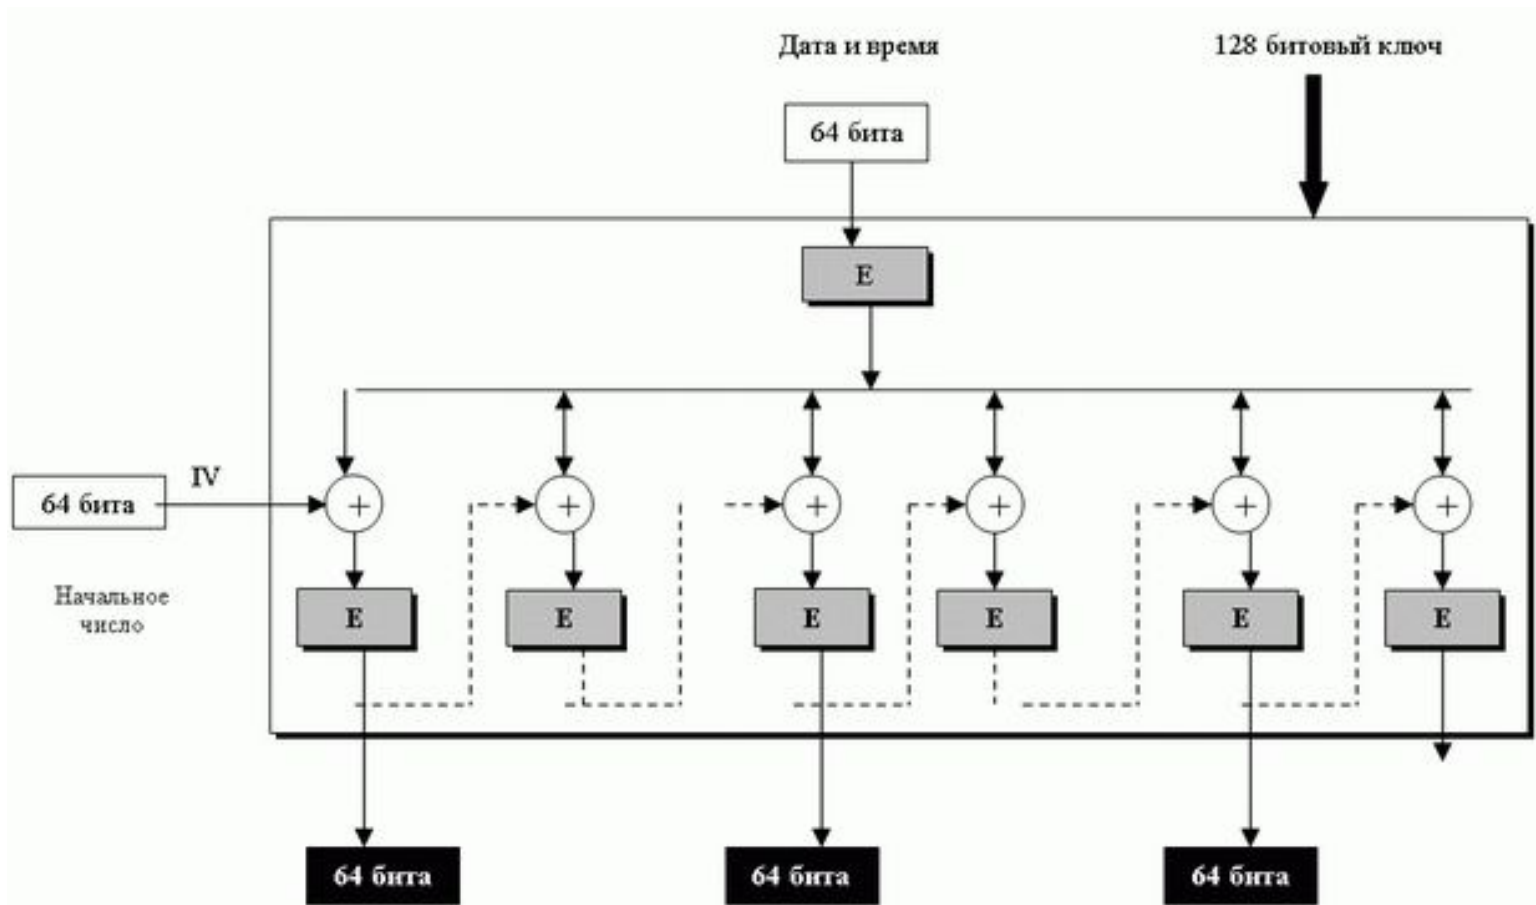 Дата и время
128 битовый ключ
64 бита
E
IV
64 бита
+
+
+
+
+
+
Начальное
число
E
E
E
E
E
E
64 бита
64 бита
64 бита